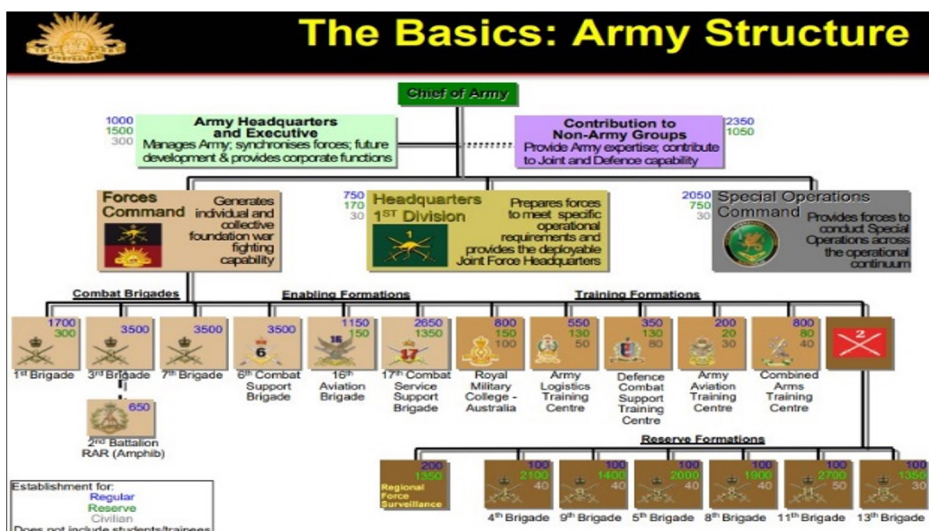 The Basics: Army Structure
Chief of Army
1000
1500
300
Army Headquarters
and Executive
Manages Army; synchronises forces; future
development & provides corporate functions
Contribution to
Non-Army Groups
Provide Army expertise; contribute
to Joint and Defence capability
2350
1050
Forces
Command
Generates
individual and
collective
foundation war
fighting
capability
750
170
30
Headquarters
1ST Division
Prepares forces
to meet specific
operational
requirements and
provides the deployable
Joint Force Headquarters
2050
750
30
Special Operations
Command
Provides forces to
conduct Special
Operations across
the operational
continuum
Combat Brigades
Enabling Formations
Training Formations
1700
300
1st Brigade
3500
3rd Brigade
3500
7th Brigade
3500
6
6th Combat
Support
Brigade
1150
150
16
16th
Aviation
Brigade
2650
1350
17
17th Combat
Service
Support
Brigade
800
150
100
Royal
Military
College -
Australia
550
130
50
Army
Logistics
Training
Centre
350
130
80
Defence
Combat
Support
Training
Centre
200
20
30
Army
Aviation
Training
Centre
800
80
40
Combined
Arms
Training
Centre
2
650
2nd Battalion
RAR (Amphib)
Reserve Formations
200
1350
Regional
Force
Surveillance
100
2100
40
4th Brigade
100
1400
40
9th Brigade
100
2000
40
5th Brigade
100
1900
40
8th Brigade
100
2700
50
11th Brigade
100
1350
30
13th Brigade
Establishment for:
Regular
Reserve
Civilian
Does not include students/trainees